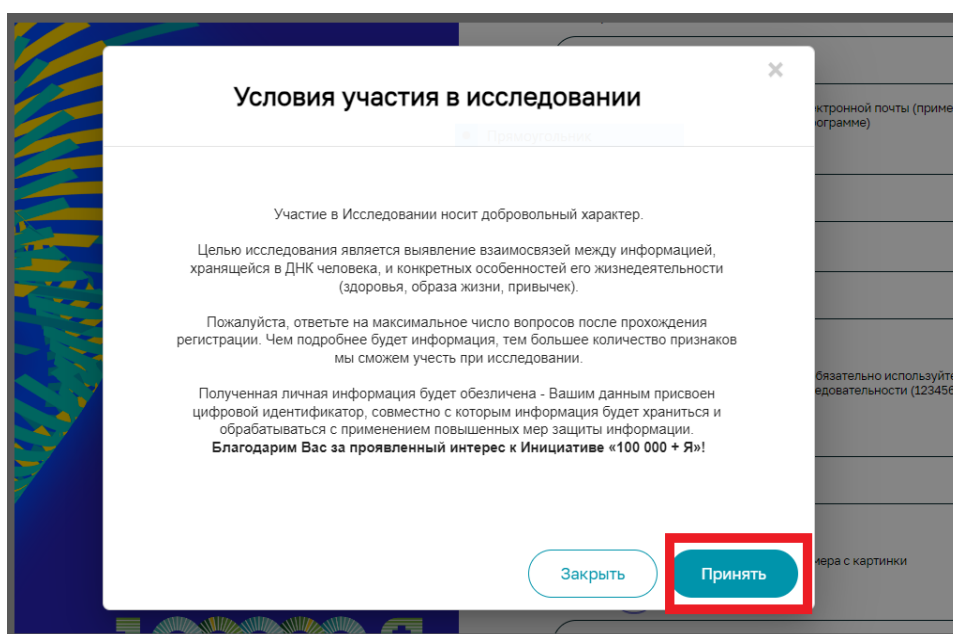 Условия участия в исследовании
×
Прямоугольник
Участие в Исследовании носит добровольный характер.
Целью исследования является выявление взаимосвязей между информацией,
хранящейся в ДНК человека, и конкретных особенностей его жизнедеятельности
(здоровья, образа жизни, привычек).
Пожалуйста, ответьте на максимальное число вопросов после прохождения
регистрации. Чем подробнее будет информация, тем большее количество признаков
мы сможем учесть при исследовании.
Полученная личная информация будет обезличена - Вашим данным присвоен
цифровой идентификатор, совместно с которым информация будет храниться и
обрабатываться с применением повышенных мер защиты информации.
Благодарим Вас за проявленный интерес к Инициативе «100 000 + Я»!
Закрыть
Принять
ктронной почты (приме
ограмме)
бязательно используйте
едовательности (123456
мера с картинки